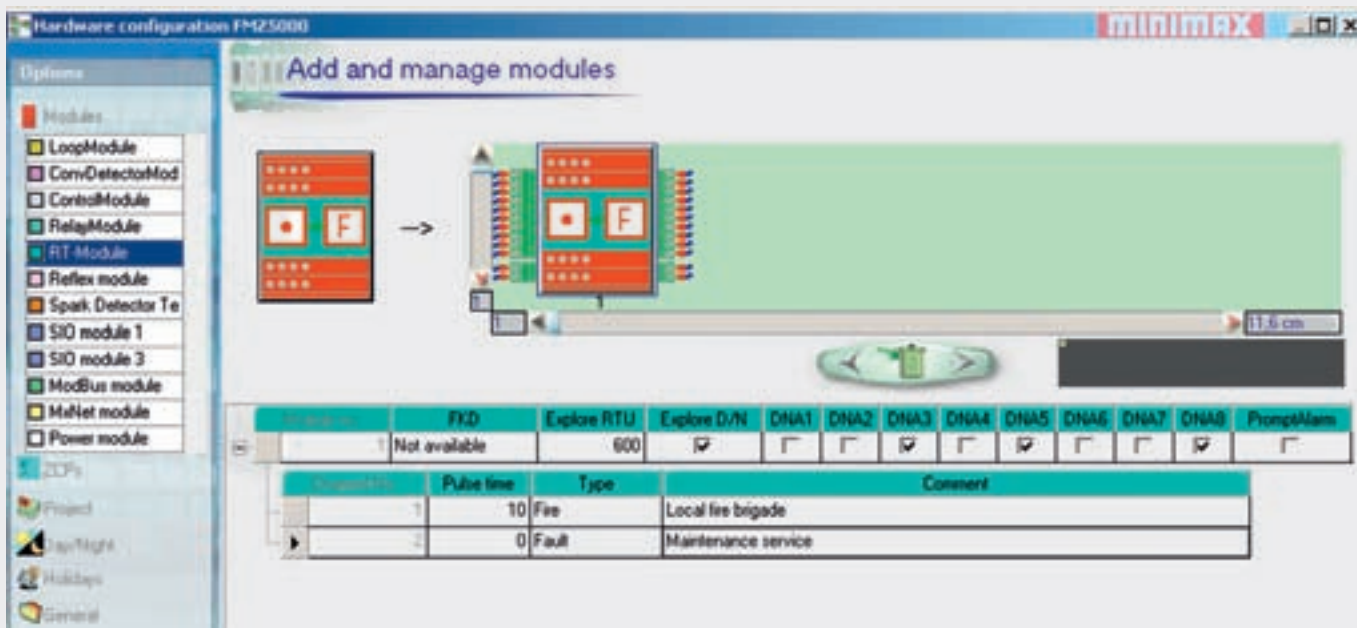 Hardware configuration FMZ5000
MINIMAX
Options
Add and manage modules
Modules
LoopModule
ConvDetectorMod
ControlModule
RelayModule
RT-Module
Reflex module
Spark Detector Te
SIO module 1
SIO module 3
ModBus module
MxNet module
Power module
ZCPs
Project
Day/Night
Holidays
General
F
-->
F
1
1
1
11,6 cm
FKD Explore RTU Explore D/N DNA1 DNA2 DNA3 DNA4 DNA5 DNA6 DNA7 DNA8 PromptAlarm
1 Not available 600
Pulse time Type Comment
1 10 Fire Local fire brigade
2 0 Fault Maintenance service